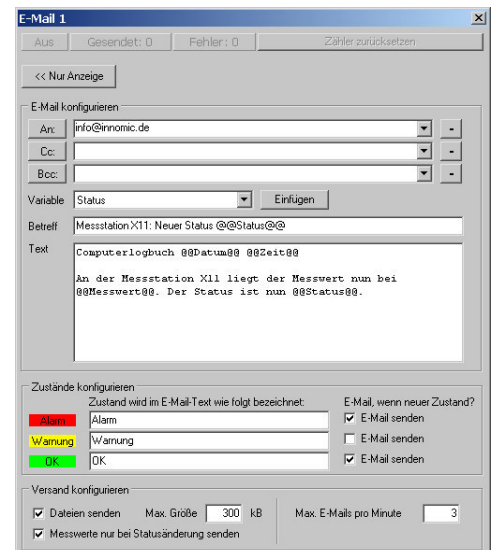 E-Mail 1
Aus Gesendet: 0 Fehler: 0 Zähler zurücksetzen
<< Nur Anzeige
E-Mail konfigurieren
An: info@innomic.de -
Cc: -
Bcc: -
Variable Status Einfügen
Betreff Messstation X11: Neuer Status @@Status@@
Text Computerlogbuch @@Datum@@ @@Zeit@@
An der Messstation X11 liegt der Messwert nun bei
@@Messwert@@. Der Status ist nun @@Status@@.
Zustände konfigurieren
Zustand wird im E-Mail-Text wie folgt bezeichnet: E-Mail, wenn neuer Zustand?
Alarm Alarm E-Mail senden
Warnung Warnung E-Mail senden
OK OK E-Mail senden
Versand konfigurieren
Dateien senden Max. Größe 300 kB Max. E-Mails pro Minute 3
Messwerte nur bei Statusänderung senden